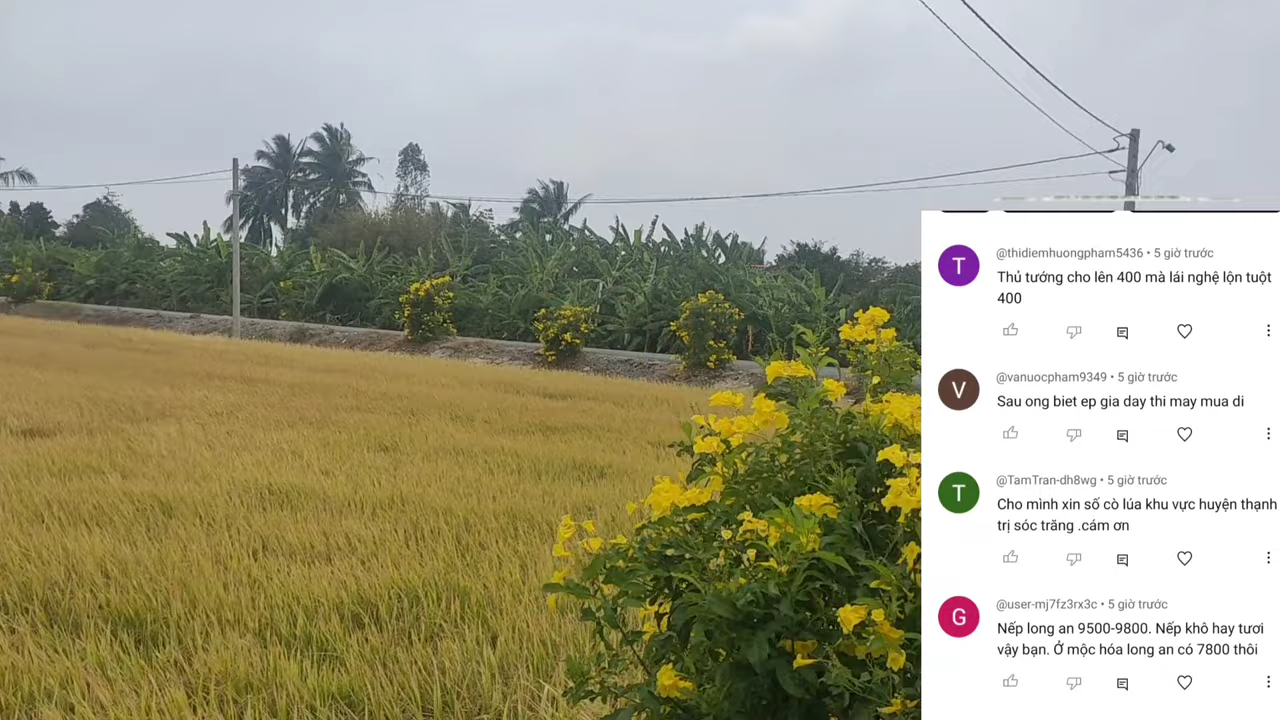 T
@thidiemhuongpham5436 • 5 giờ trước
Thủ tướng cho lên 400 mà lái nghệ lộn tuột
400
V
@vanuocpham9349 • 5 giờ trước
Sau ong biet ep gia day thi may mua di
T
@TamTran-dh8wg • 5 giờ trước
Cho mình xin số cò lúa khu vực huyện thạnh
trị sóc trăng .cám ơn
G
@user-mj7fz3rx3c • 5 giờ trước
Nếp long an 9500-9800. Nếp khô hay tươi
vậy bạn. Ở mộc hóa long an có 7800 thôi